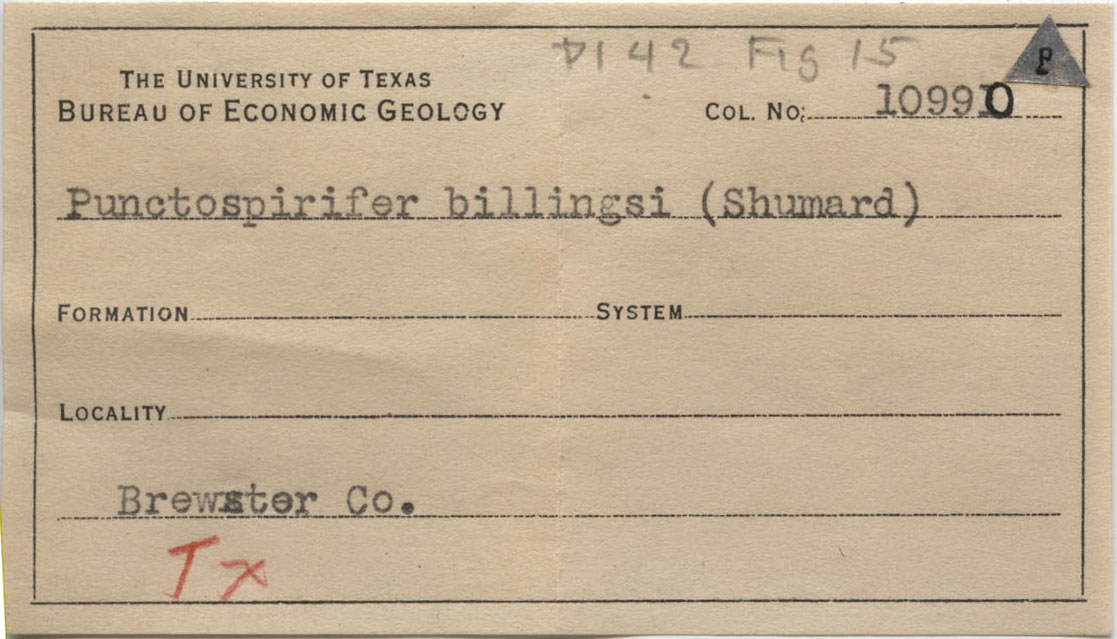 Pl 42 Fig 15
P
THE UNIVERSITY OF TEXAS
BUREAU OF ECONOMIC GEOLOGY
COL. NO. 10990
Punctospirifer billingsi (Shumard)
FORMATION SYSTEM
LOCALITY
Brewster Co.
Tx